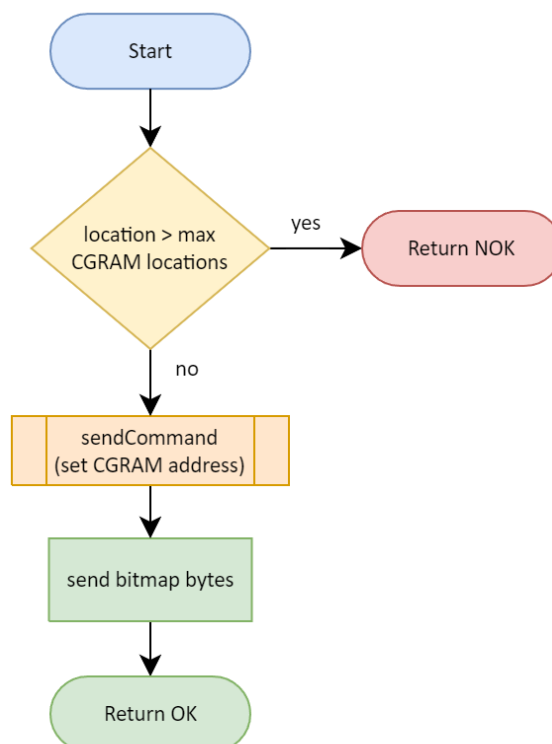 Start
location > max
CGRAM locations
yes
Return NOK
no
sendCommand
(set CGRAM address)
send bitmap bytes
Return OK